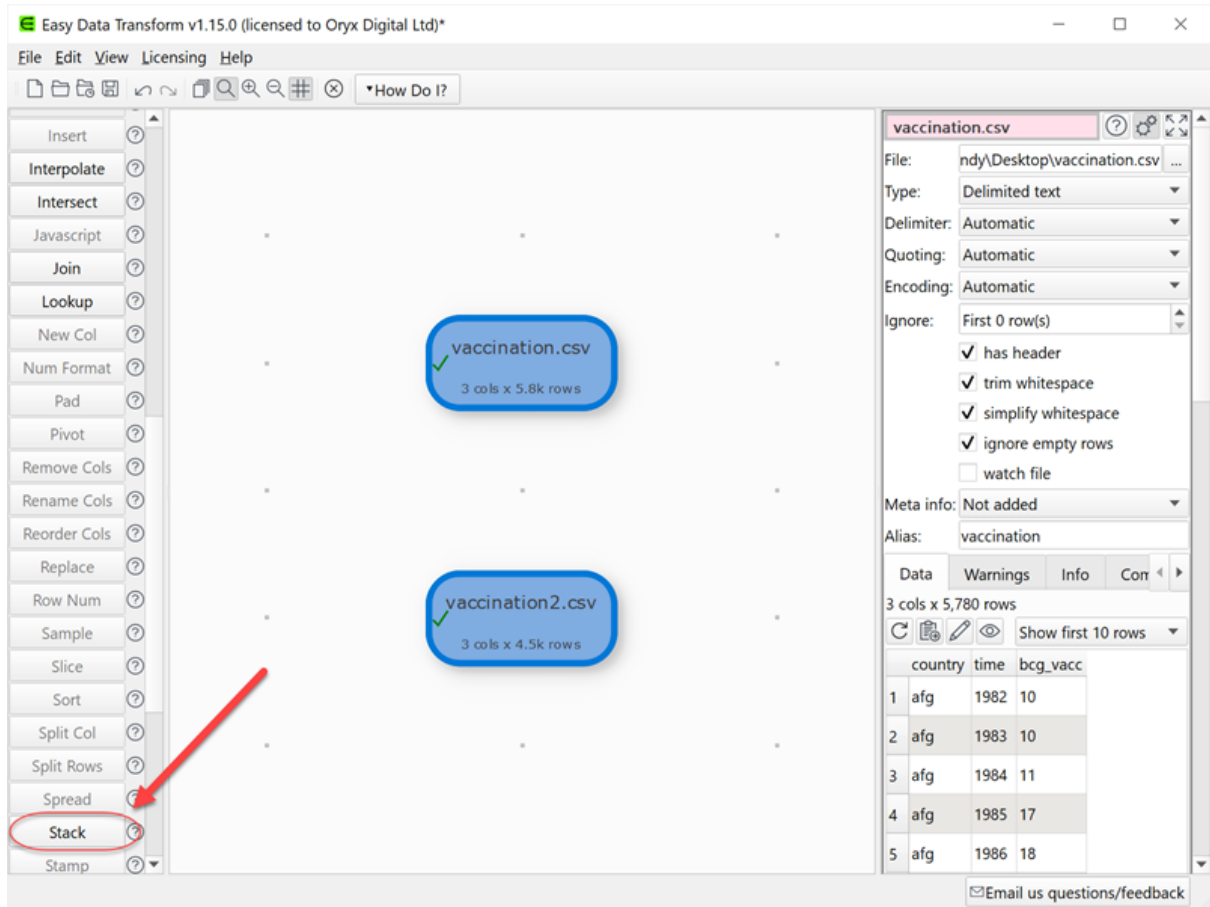 Easy Data Transform v1.15.0 (licensed to Oryx Digital Ltd)*
File Edit View Licensing Help
How Do I?
Insert
Interpolate
Intersect
Javascript
Join
Lookup
New Col
Num Format
Pad
Pivot
Remove Cols
Rename Cols
Reorder Cols
Replace
Row Num
Sample
Slice
Sort
Split Col
Split Rows
Spread
Stack
Stamp
vaccination.csv
3 cols x 5.8k rows
vaccination2.csv
3 cols x 4.5k rows
vaccination.csv
File: ndy\Desktop\vaccination.csv ...
Type: Delimited text
Delimiter: Automatic
Quoting: Automatic
Encoding: Automatic
Ignore: First 0 row(s)
has header
trim whitespace
simplify whitespace
ignore empty rows
watch file
Meta info: Not added
Alias: vaccination
Data Warnings Info Com
3 cols x 5,780 rows
Show first 10 rows
country time bcg_vacc
1 afg 1982 10
2 afg 1983 10
3 afg 1984 11
4 afg 1985 17
5 afg 1986 18
Email us questions/feedback